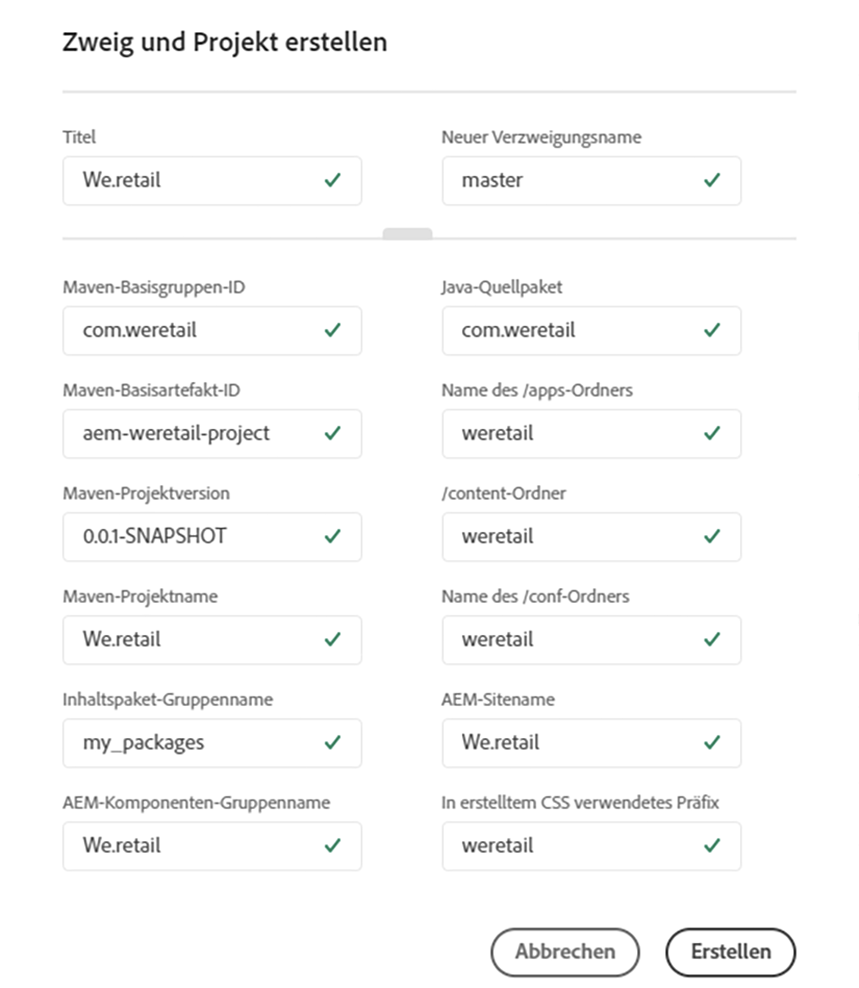 Zweig und Projekt erstellen
Titel
Neuer Verzweigungsname
We.retail
master
Maven-Basisgruppen-ID
Java-Quellpaket
com.weretail
com.weretail
Maven-Basisartefakt-ID
Name des /apps-Ordners
aem-weretail-project
weretail
Maven-Projektversion
/content-Ordner
0.0.1-SNAPSHOT
weretail
Maven-Projektname
Name des /conf-Ordners
We.retail
weretail
Inhaltspaket-Gruppenname
AEM-Sitename
my_packages
We.retail
AEM-Komponenten-Gruppenname
In erstelltem CSS verwendetes Präfix
We.retail
weretail
Abbrechen
Erstellen